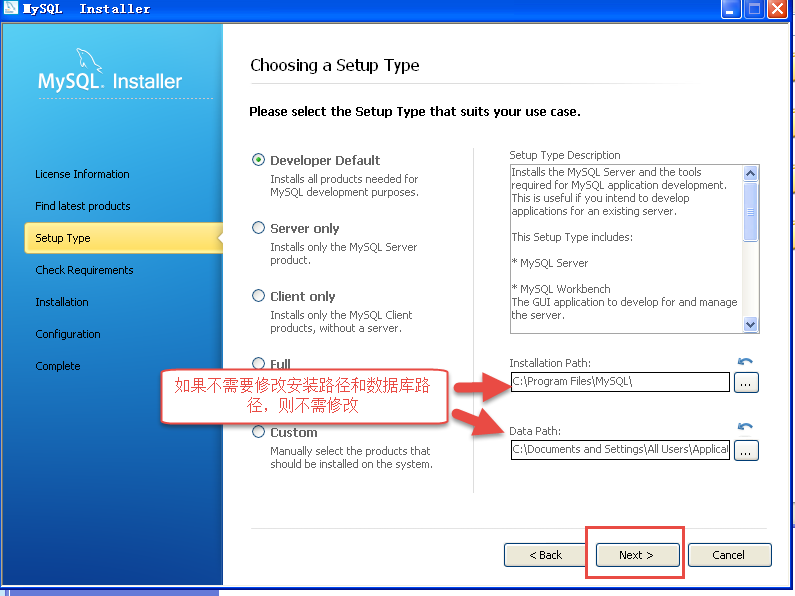 MySQL Installer
MySQL. Installer
License Information
Find latest products
Setup Type
Check Requirements
Installation
Configuration
Complete
Choosing a Setup Type
Please select the Setup Type that suits your use case.
Developer Default
Installs all products needed for
MySQL development purposes.
Server only
Installs only the MySQL Server
product.
Client only
Installs only the MySQL Client
products, without a server.
Full
如果不需要修改安装路径和数据库路
径，则不需修改
Custom
Manually select the products that
should be installed on the system.
Setup Type Description
Installs the MySQL Server and the tools
required for MySQL application development.
This is useful if you intend to develop
applications for an existing server.
This Setup Type includes:
* MySQL Server
* MySQL Workbench
The GUI application to develop for and manage
the server.
Installation Path:
C:\Program Files\MySQL\
...
Data Path:
C:\Documents and Settings\All Users\Applicat
...
< Back
Next >
Cancel